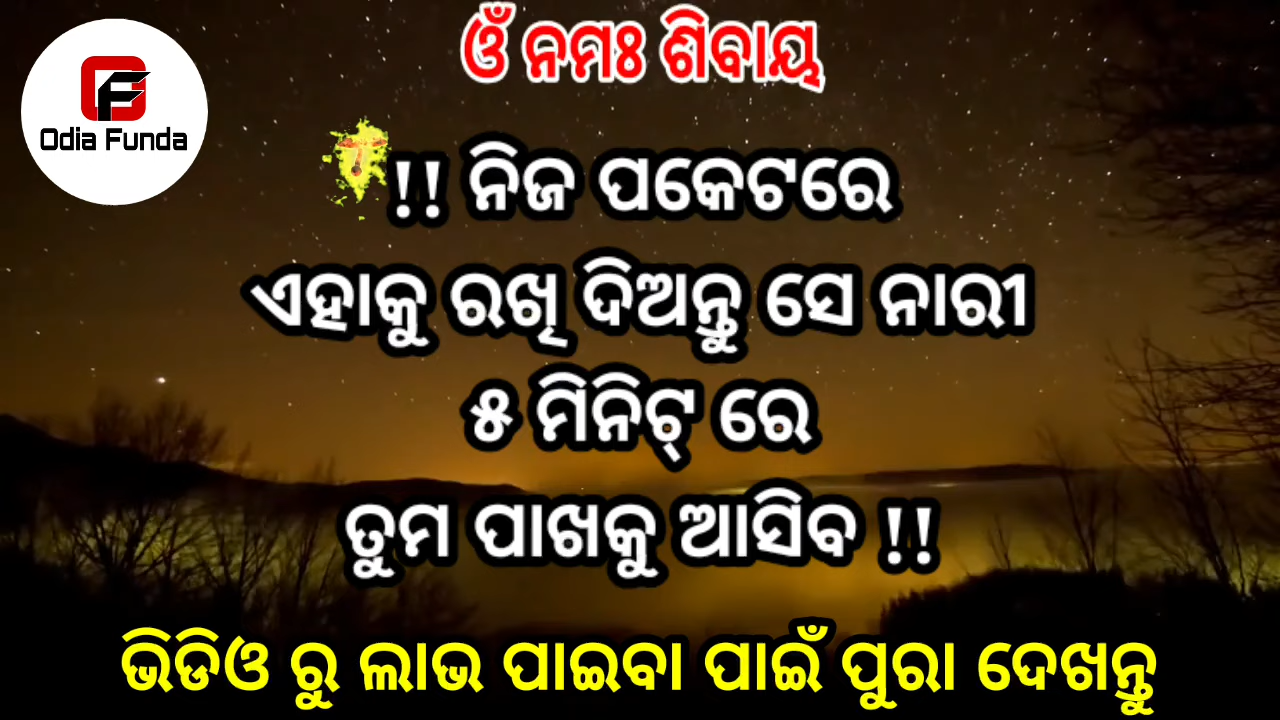 ଓଁ ନମଃ ଶିବାୟ
Odia Funda
!! ନିଜ ପକେଟରେ
ଏହାକୁ ରଖି ଦିଅନ୍ତୁ ସେ ନାରୀ
୫ ମିନିଟ୍ ରେ
ତୁମ ପାଖକୁ ଆସିବ !!
ଭିଡିଓ ରୁ ଲାଭ ପାଇବା ପାଇଁ ପୁରା ଦେଖନ୍ତୁ